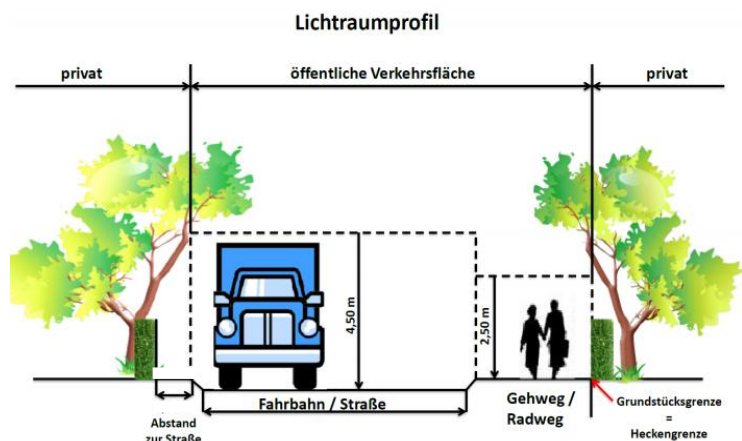 Lichtraumprofil
privat
öffentliche Verkehrsfläche
privat
4,50 m
2,50 m
Abstand
zur Straße
Fahrbahn / Straße
Gehweg /
Radweg
Grundstücksgrenze
=
Heckengrenze